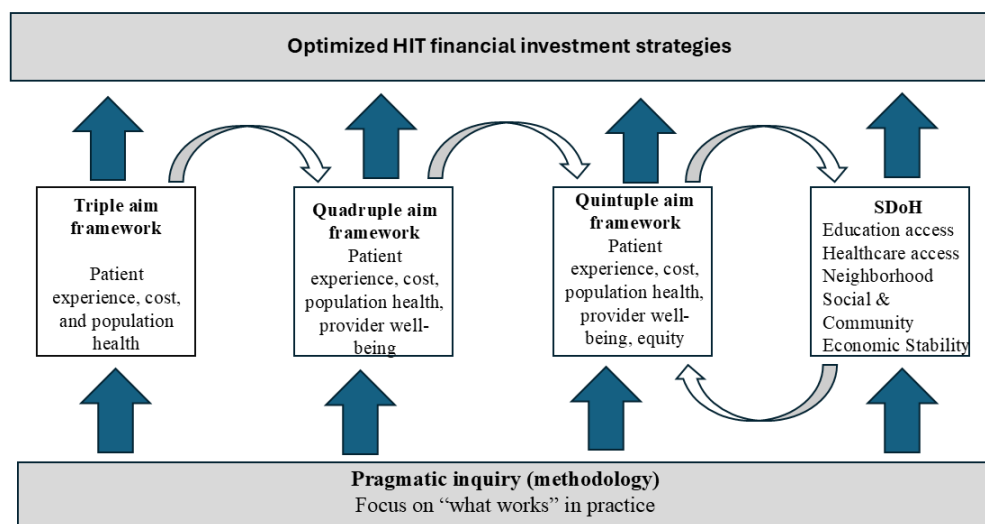 Optimized HIT financial investment strategies
Triple aim
framework
Patient
experience, cost,
and population
health
Quadruple aim
framework
Patient
experience, cost,
population health,
provider well-
being
Quintuple aim
framework
Patient
experience, cost,
population health,
provider well-
being, equity
SDoH
Education access
Healthcare access
Neighborhood
Social &
Community
Economic Stability
Pragmatic inquiry (methodology)
Focus on “what works” in practice